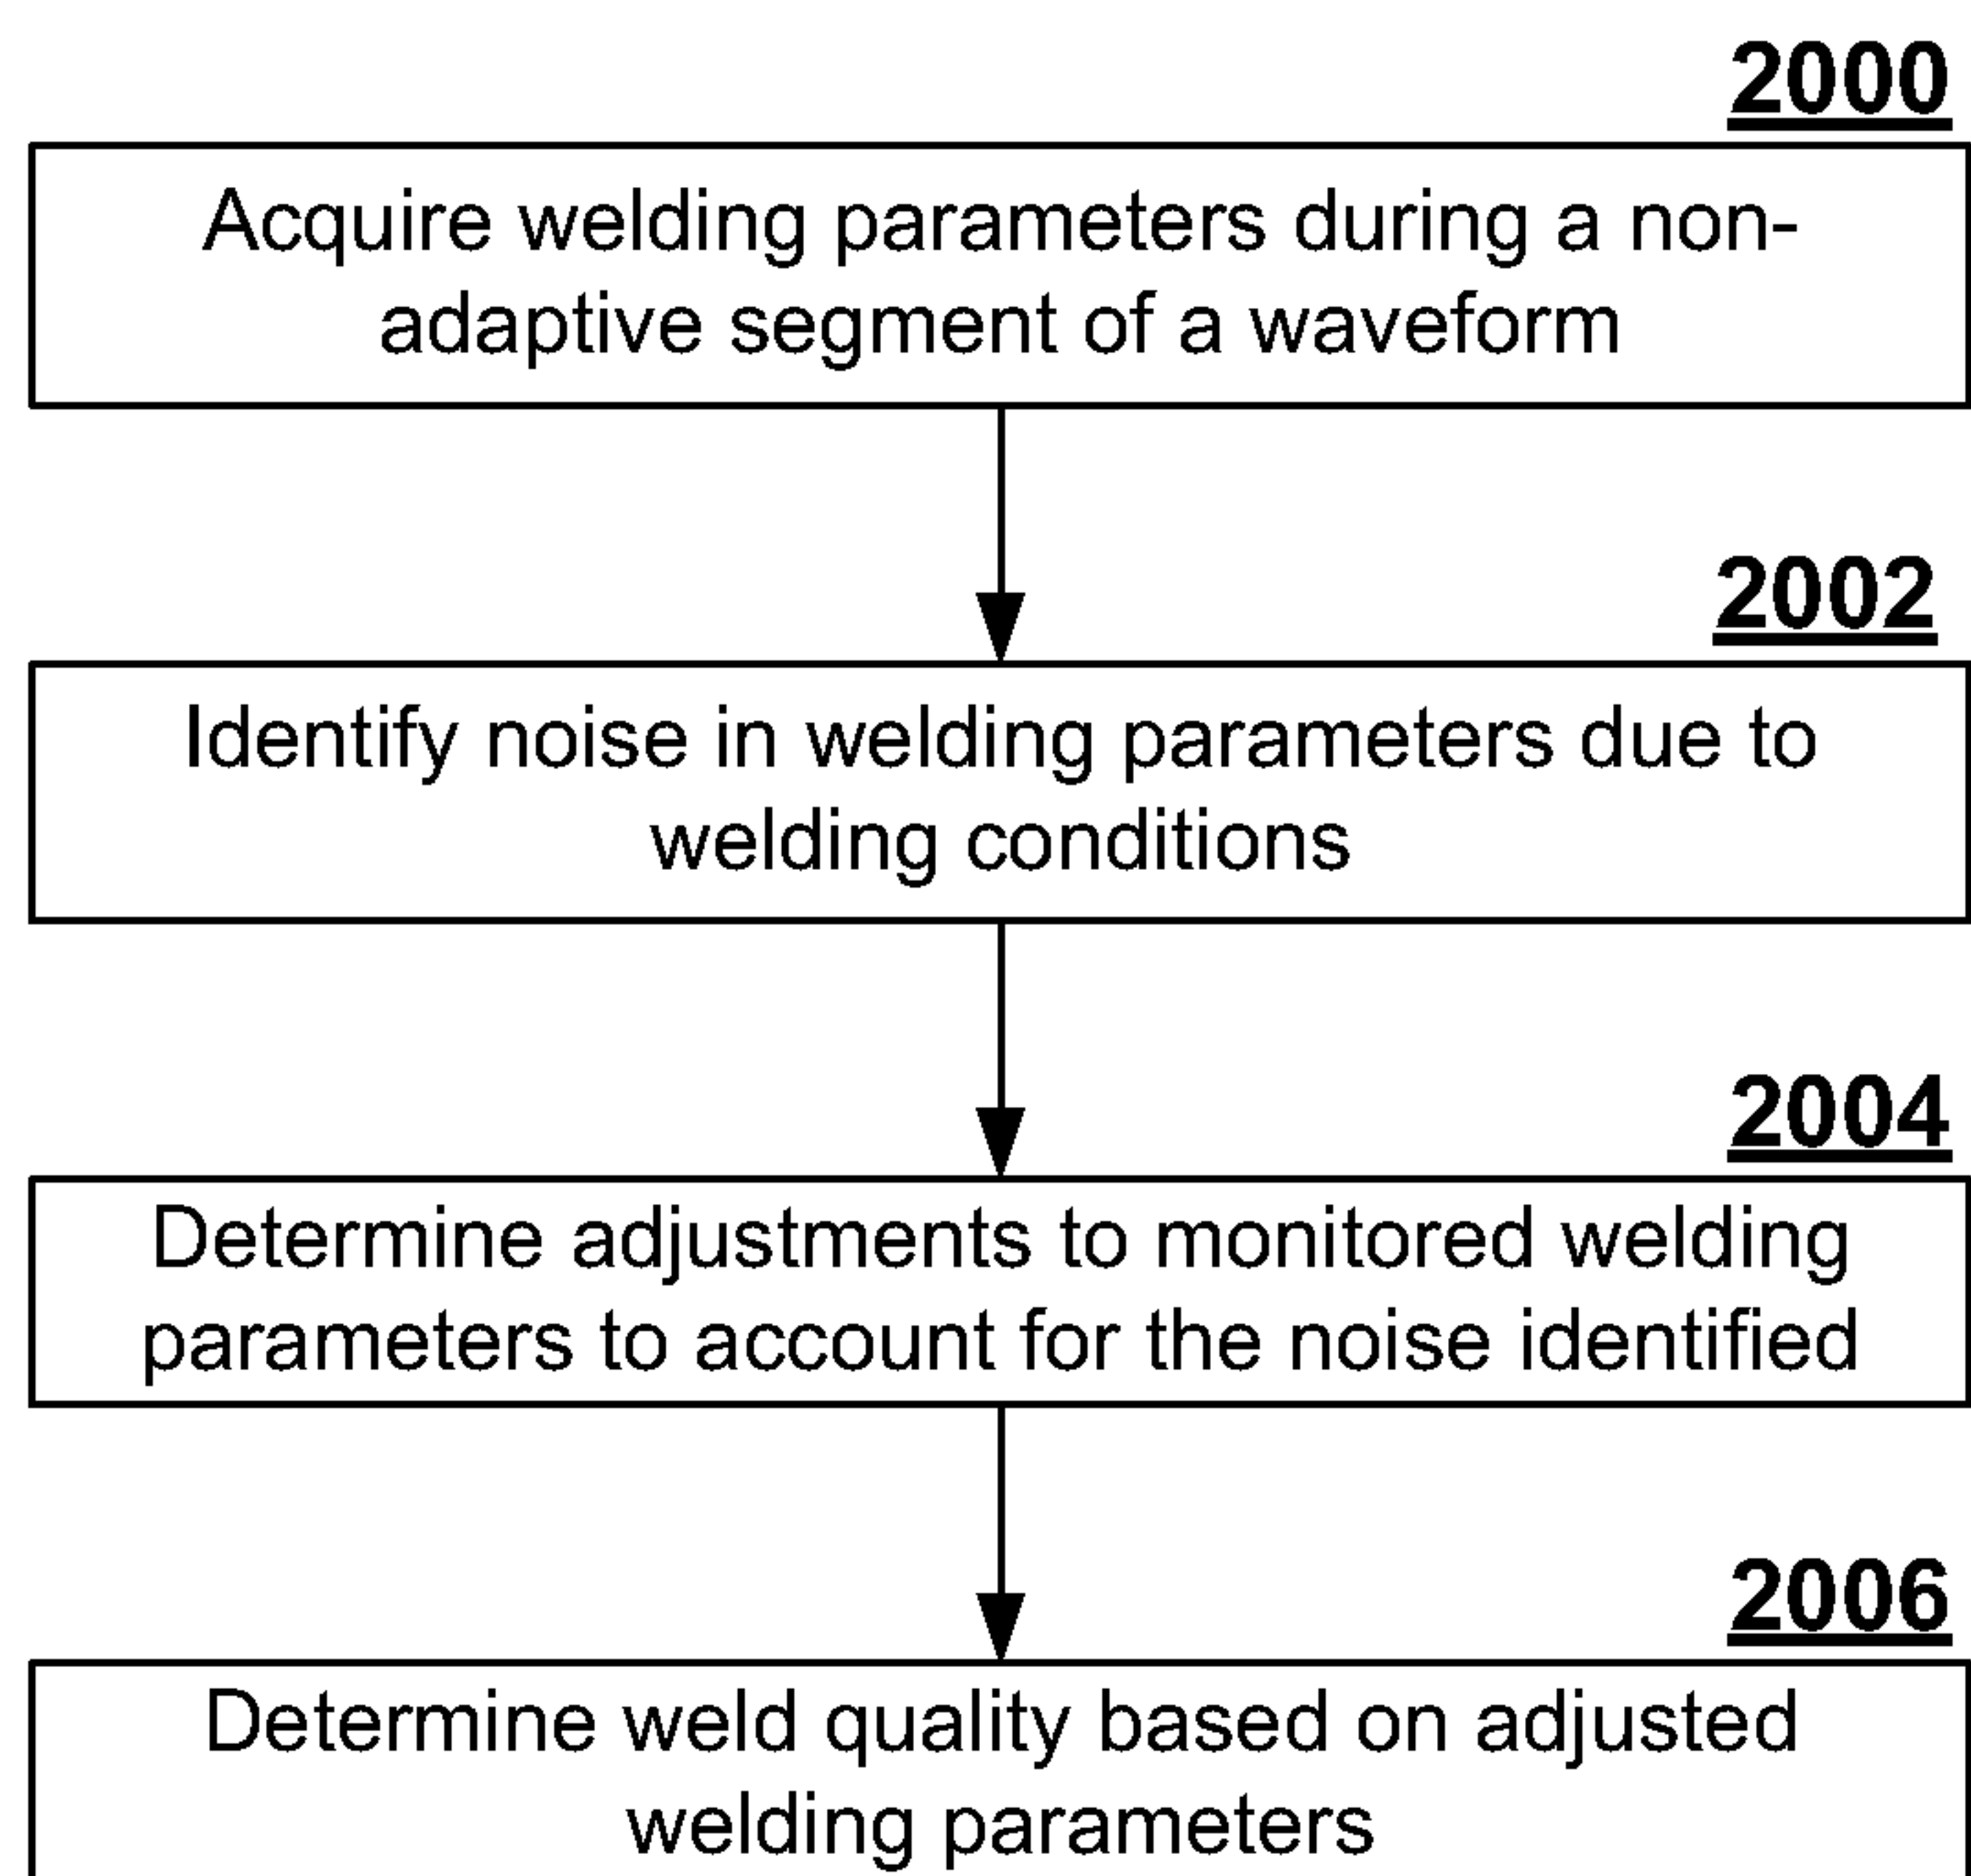 2000
Acquire welding parameters during a non-
adaptive segment of a waveform
2002
Identify noise in welding parameters due to
welding conditions
2004
Determine adjustments to monitored welding
parameters to account for the noise identified
2006
Determine weld quality based on adjusted
welding parameters